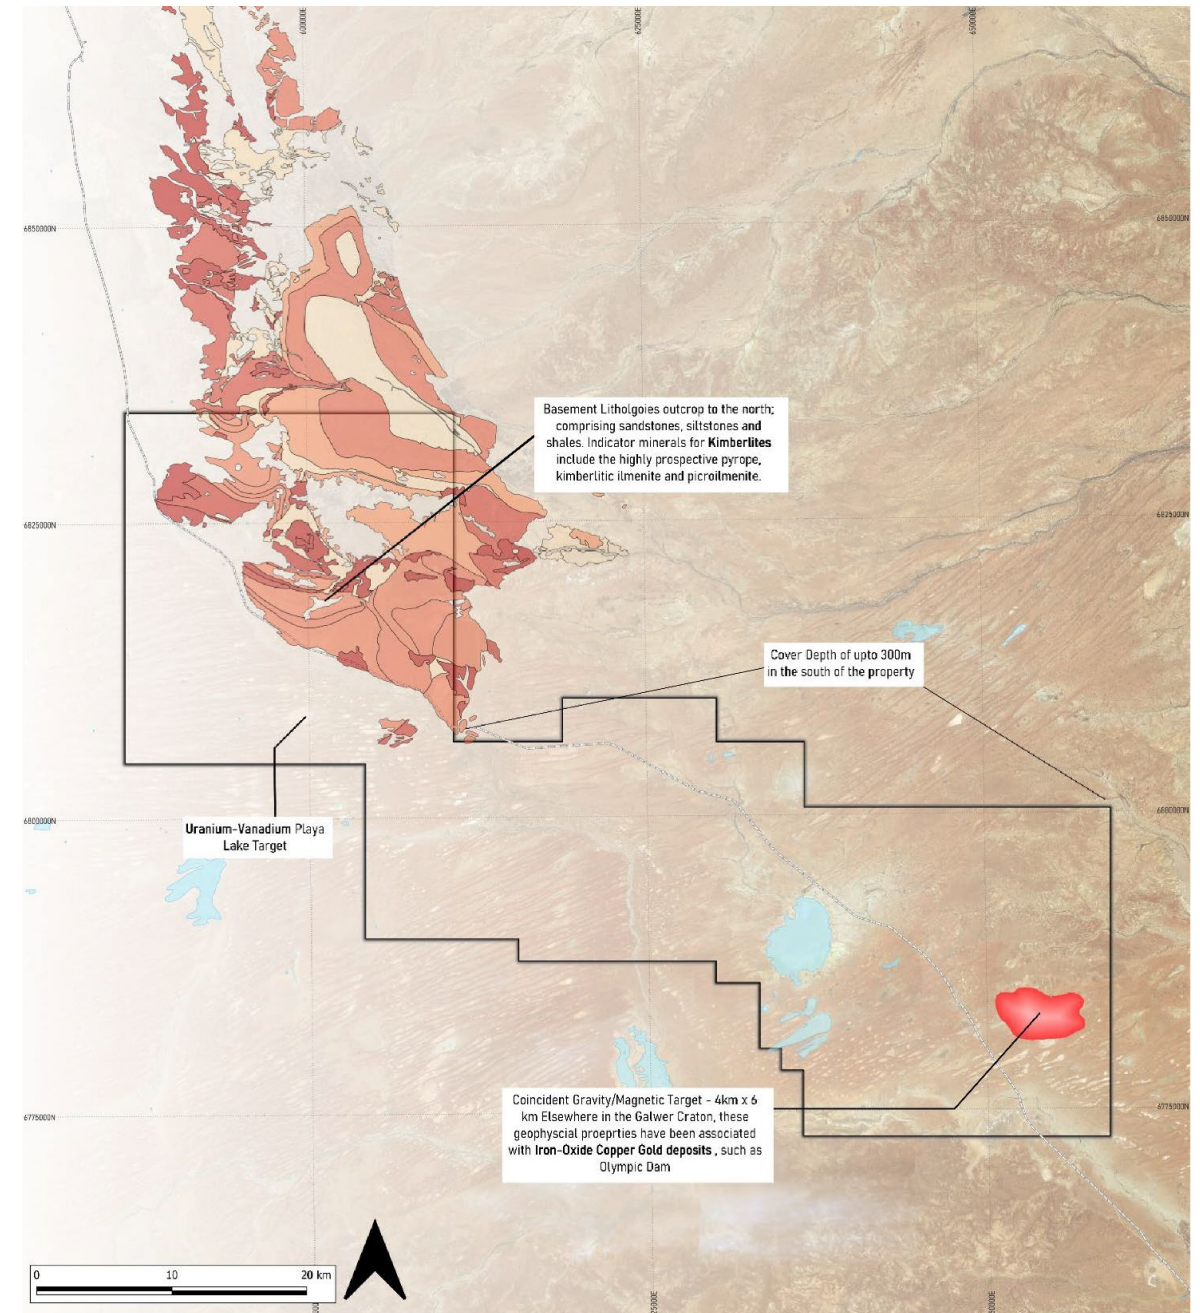 600000E
625000E
650000E
6850000N
6850000N
Basement Litholgoies outcrop to the north;
comprising sandstones, siltstones and
shales. Indicator minerals for Kimberlites
include the highly prospective pyrope,
kimberlitic ilmenite and picroilmenite.
6825000N
6825000N
Cover Depth of upto 300m
in the south of the property
6800000N
6800000N
Uranium-Vanadium Playa
Lake Target
6775000N
6775000N
Coincident Gravity/Magnetic Target - 4km x 6
km Elsewhere in the Galwer Craton, these
geophyscial proeprties have been associated
with Iron-Oxide Copper Gold deposits , such as
Olympic Dam
0 10 20 km